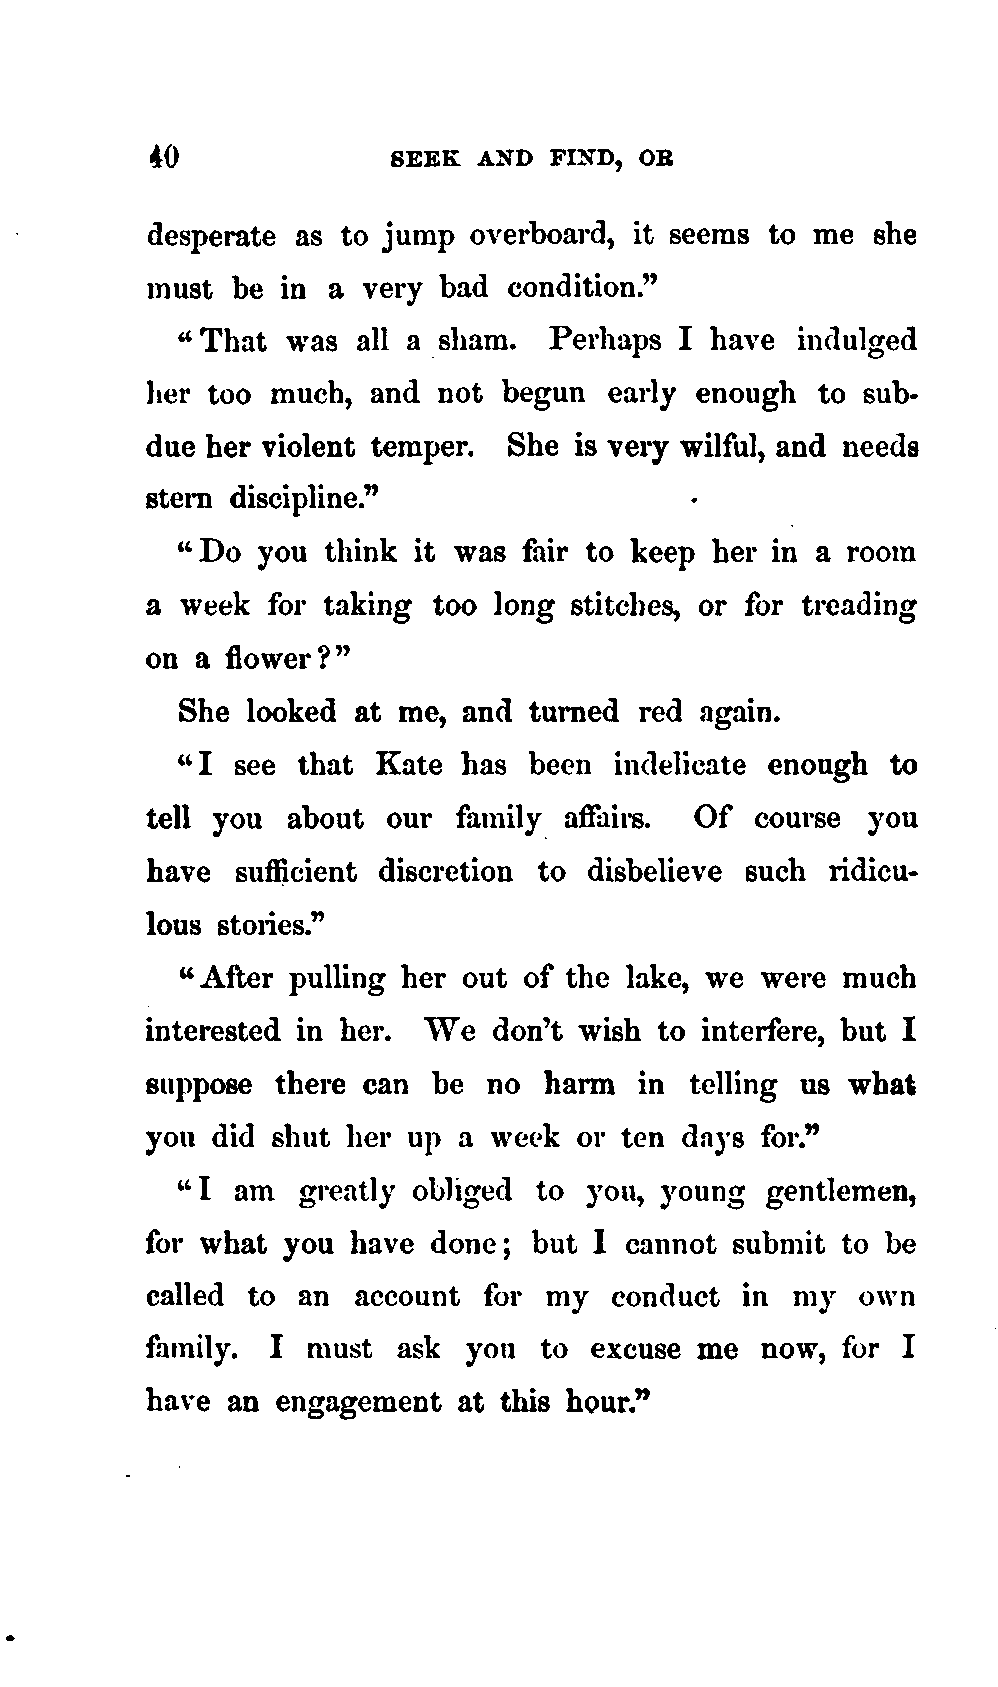 40 SEEK AND FIND, OR
desperate as to jump overboard, it seems to me she
must be in a very bad condition."
"That was all a sham. Perhaps I have indulged
her too much, and not begun early enough to sub-
due her violent temper. She is very wilful, and needs
stern discipline."
"Do you think it was fair to keep her in a room
a week for taking too long stitches, or for treading
on a flower?"
She looked at me, and turned red again.
"I see that Kate has been indelicate enough to
tell you about our family affairs. Of course you
have sufficient discretion to disbelieve such ridicu-
lous stories."
"After pulling her out of the lake, we were much
interested in her. We don't wish to interfere, but I
suppose there can be no harm in telling us what
you did shut her up a week or ten days for."
"I am greatly obliged to you, young gentlemen,
for what you have done; but I cannot submit to be
called to an account for my conduct in my own
family. I must ask you to excuse me now, for I
have an engagement at this hour."